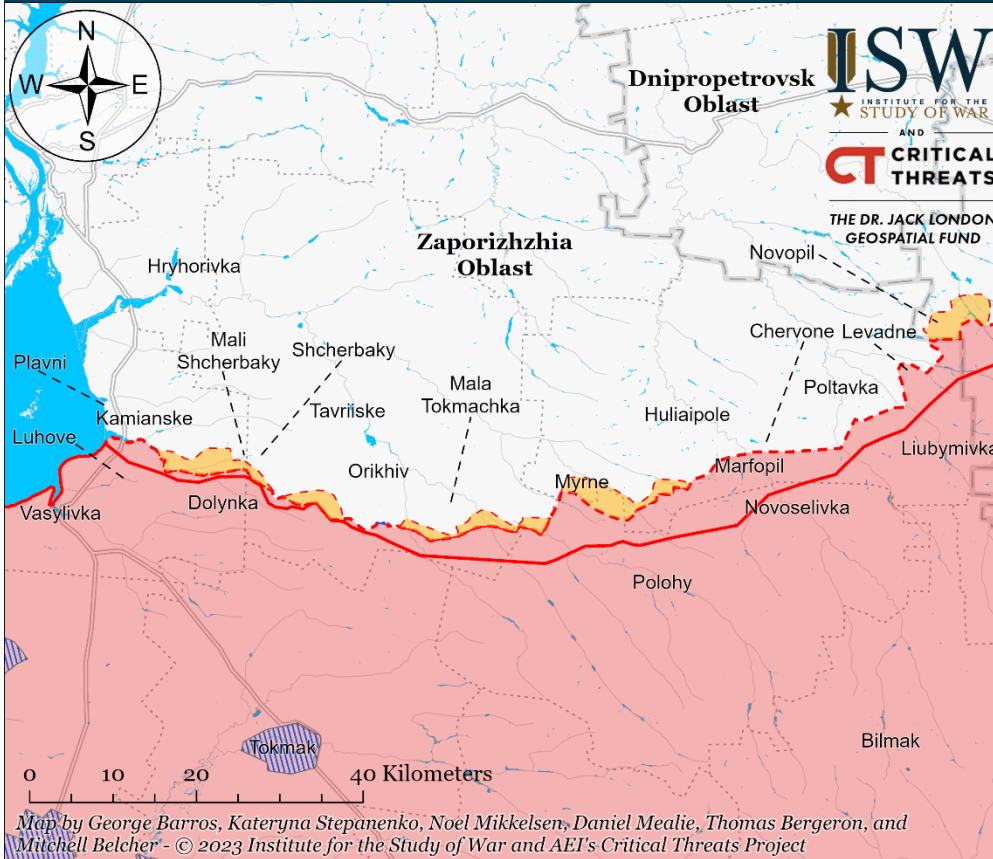 N
W
E
S
ISW
INSTITUTE FOR THE
STUDY OF WAR
AND
CT CRITICAL
THREATS
THE DR. JACK LONDON
GEOSPATIAL FUND
Dnipropetrovsk
Oblast
Zaporizhzhia
Oblast
Novopil
Hryhorivka
Mali
Shcherbaky
Shcherbaky
Chervone
Levadne
Plavni
Mala
Tokmachka
Poltavka
Kamianske
Tavriiske
Huliaipole
Luhove
Liubymivka
Orikhiv
Marfopil
Myrne
Vasylivka
Dolynka
Novoselivka
Polohy
Tokmak
Bilmak
0 10 20 40 Kilometers
Map by George Barros, Kateryna Stepanenko, Noel Mikkelsen, Daniel Mealie, Thomas Bergeron, and
Mitchell Belcher - © 2023 Institute for the Study of War and AEI's Critical Threats Project